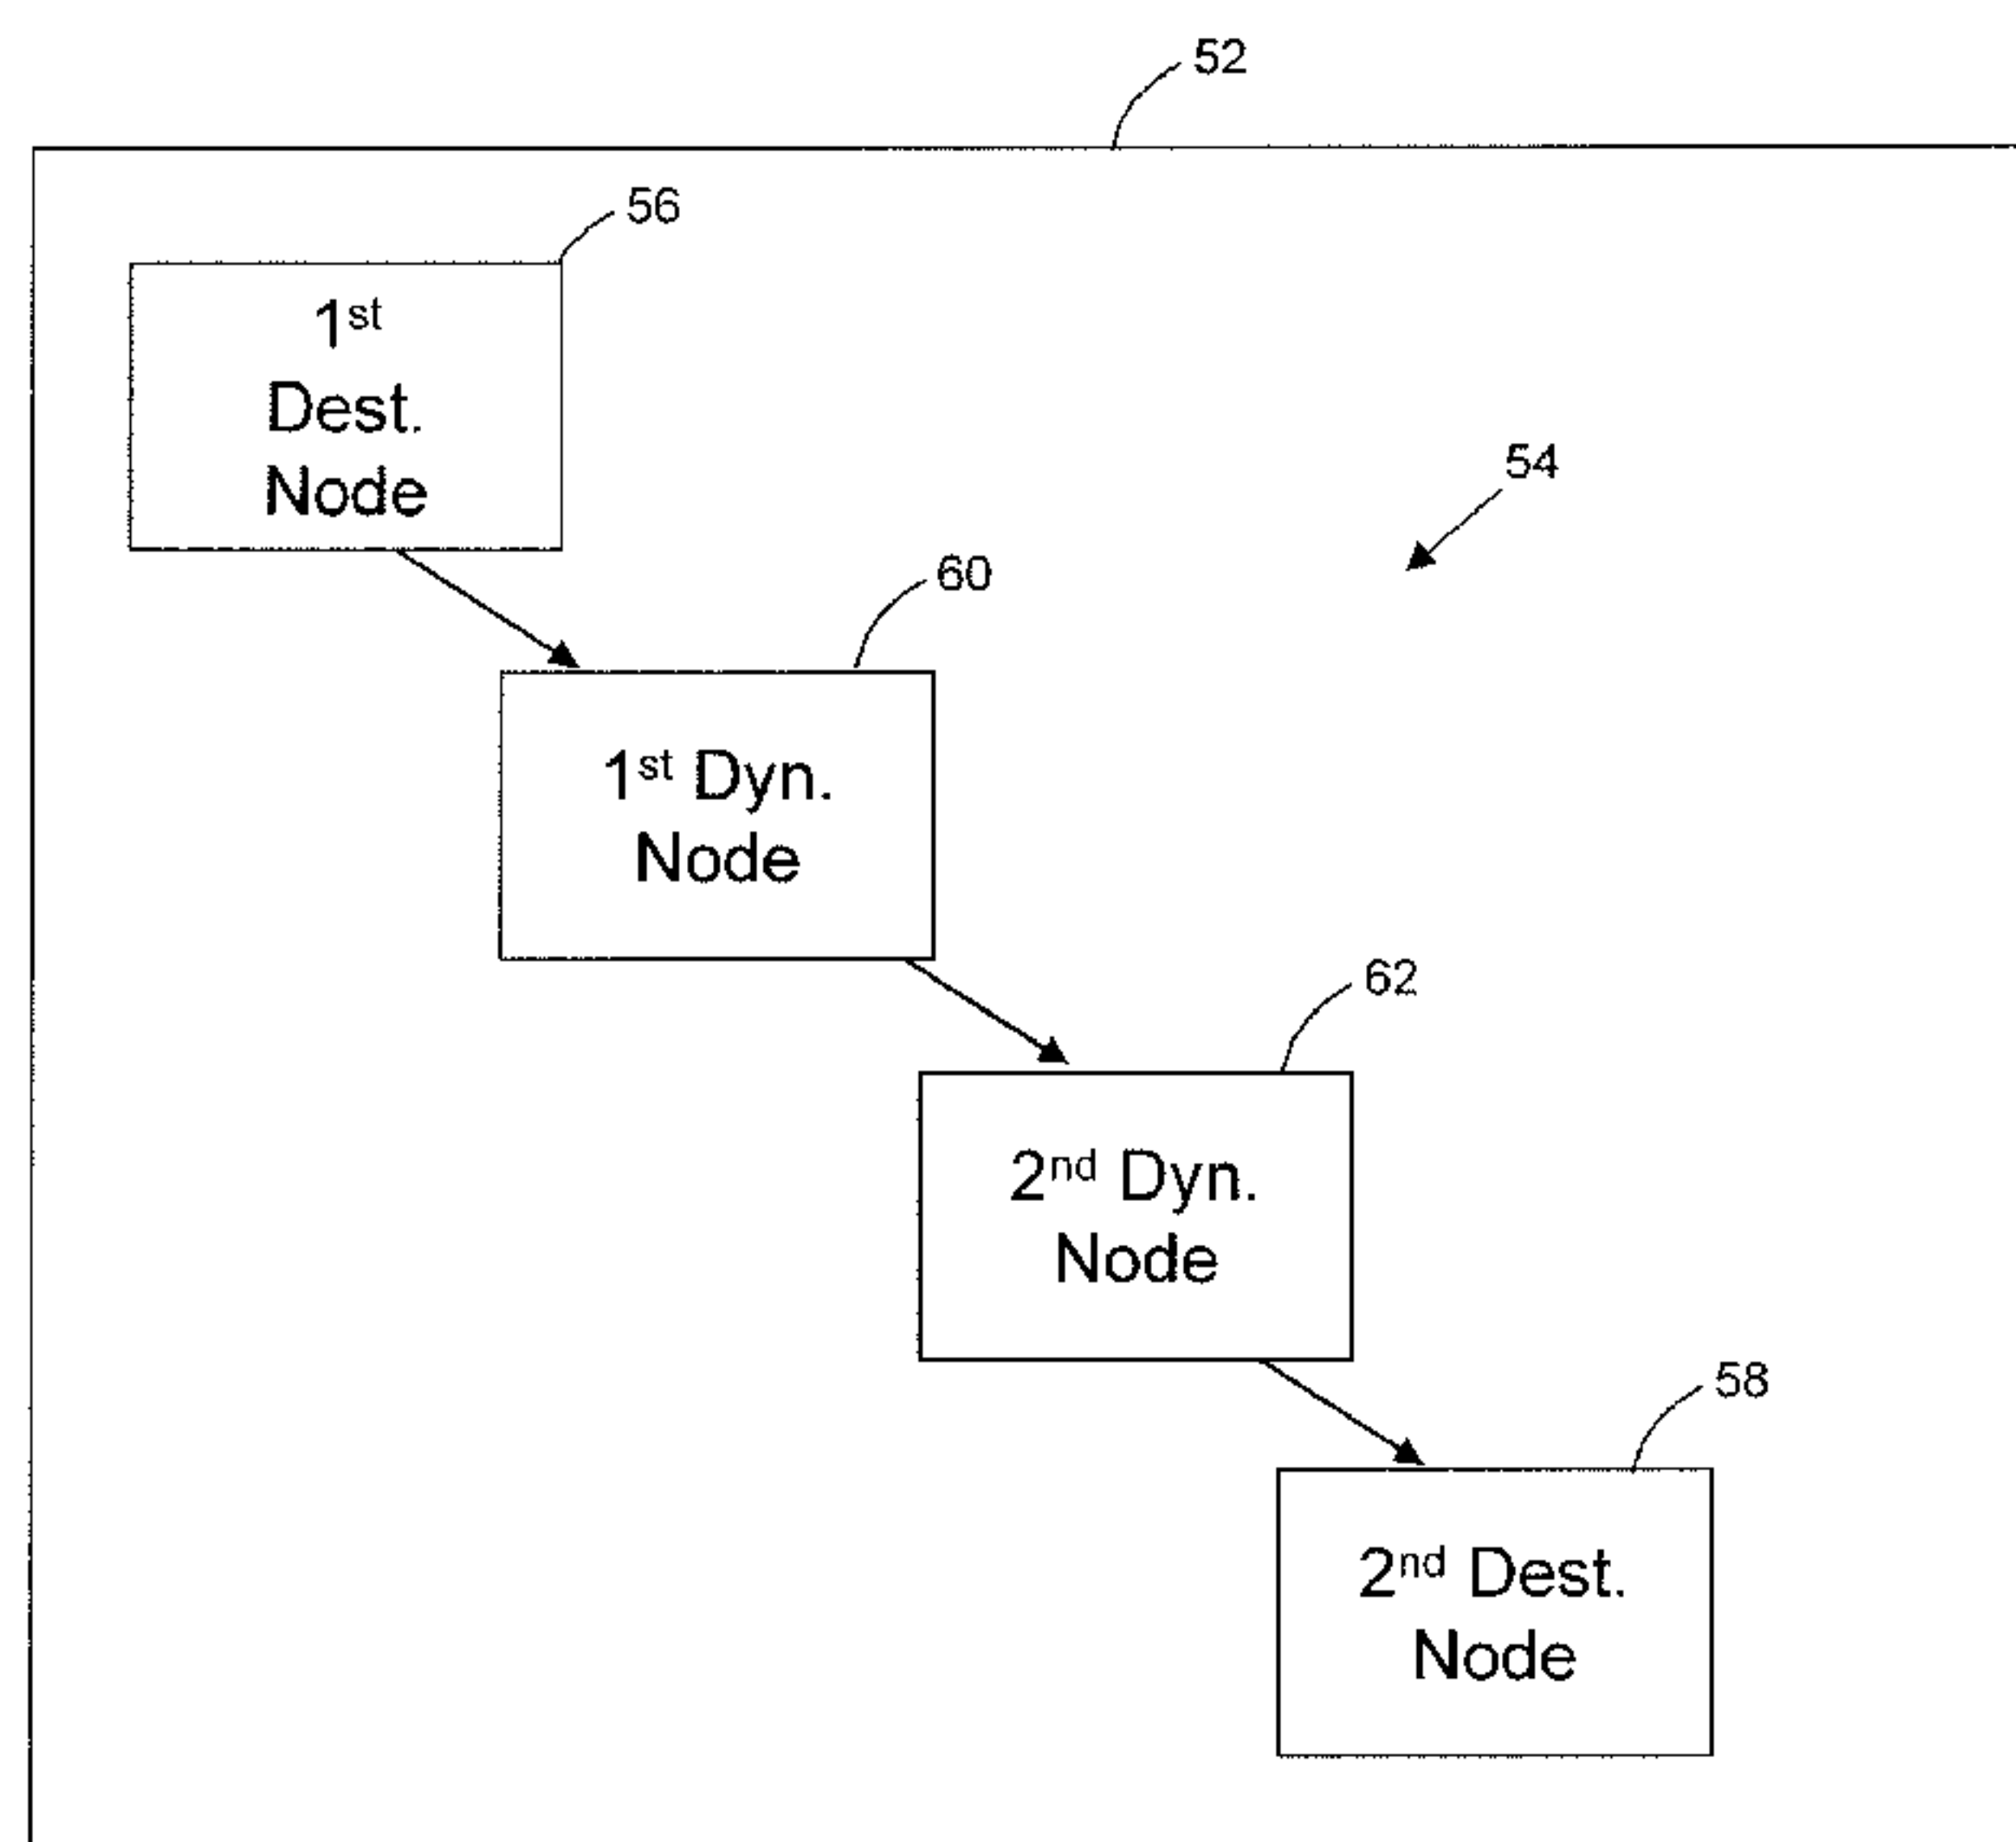 52
56
1st
Dest.
Node
54
60
1st Dyn.
Node
62
2nd Dyn.
Node
58
2nd Dest.
Node